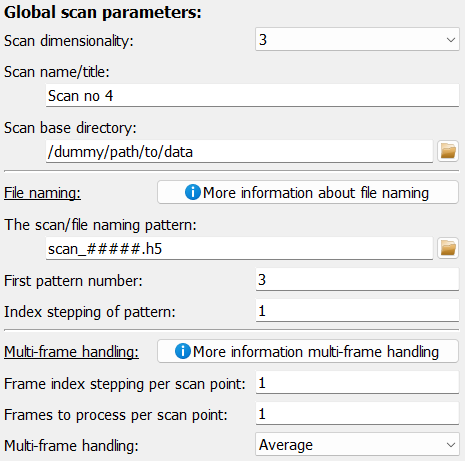 Global scan parameters:
Scan dimensionality: 3
Scan name/title:
Scan no 4
Scan base directory:
/dummy/path/to/data
File naming: More information about file naming
The scan/file naming pattern:
scan_#####.h5
First pattern number: 3
Index stepping of pattern: 1
Multi-frame handling: More information multi-frame handling
Frame index stepping per scan point: 1
Frames to process per scan point: 1
Multi-frame handling: Average